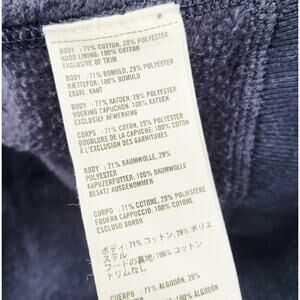 BODY :71% COTTON, 29% POLYESTER
HOOD LINING: 100% COTTON
EXCLUSIVE OF TRIM
BODY : 71% BOMULD, 29% POLYESTER
HÆTTEFOR: 100% BOMULD
EKSKL KANT
BODY :71% KATOEN, 29% POLYESTER
VOERING CAPUCHON: 100% KATOEN
EXCLUSIEF AFWERKING
CORPS : 71% COTON, 29% POLYESTER
DOUBLURE DE LA CAPUCHE: 100% COTON
À L'EXCLUSION DES GARNITURES
BODY :71% BAUMWOLLE, 29%
POLYESTER
KAPUZENFUTTER: 100% BAUMWOLLE
BESATZ AUSGENOMMEN
CORPO : 71% COTONE, 29% POLIESTERE
FODERA CAPPUCCIO: 100% COTONE
ESCLUSO BORDO
ボディ: 71% コットン, 29% ポリエ
ステル
フードの裏地: 100% コットン
トリムなし
CUERPO : 71% ALGODÓN, 29%